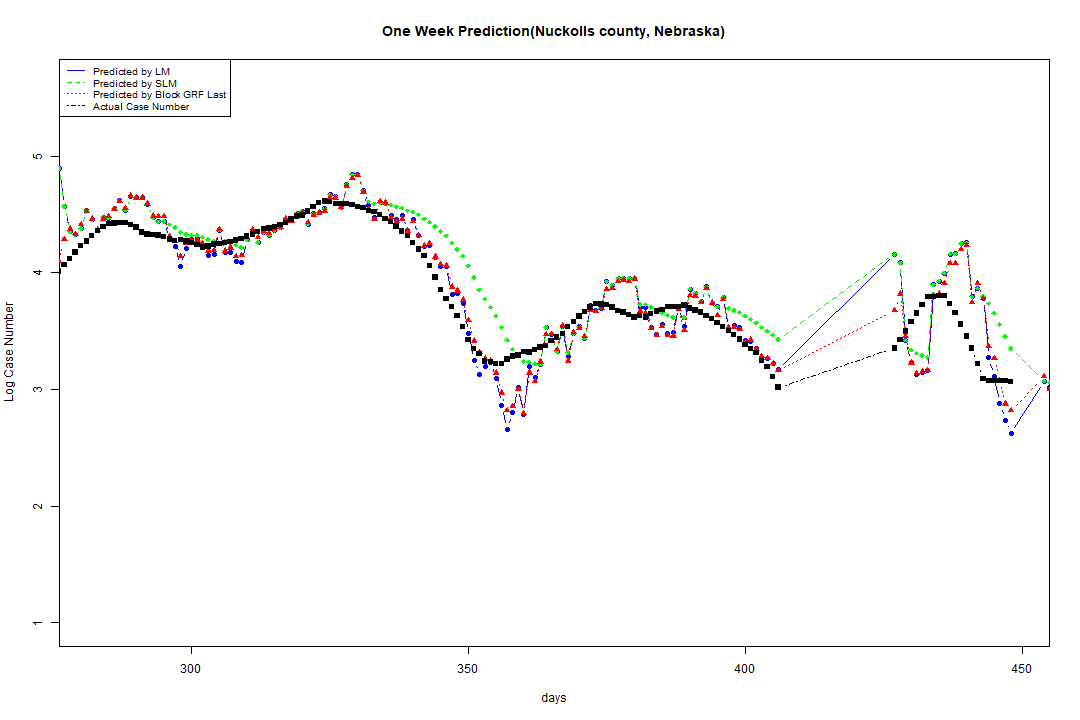 One Week Prediction(Nuckolls county, Nebraska)
Predicted by LM
Predicted by SLM
Predicted by Block GRF Last
Actual Case Number
5
4
3
2
1
Log Case Number
300
350
400
450
days